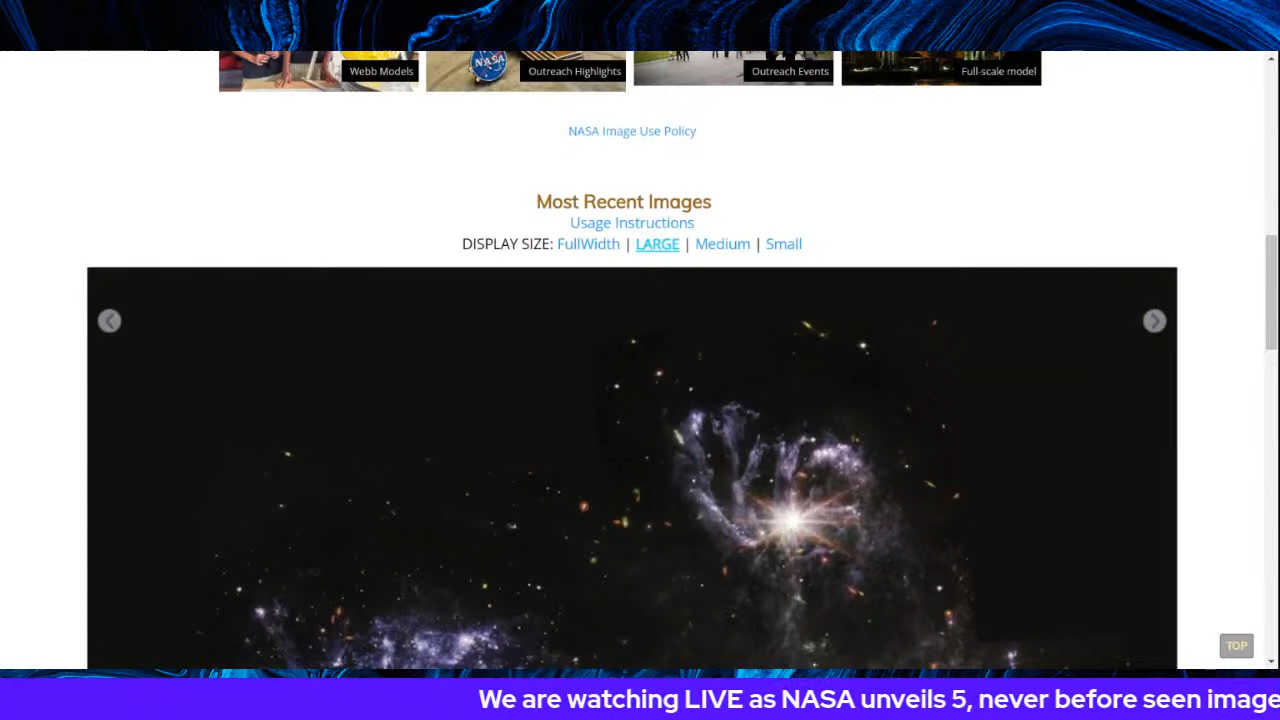 NASA
Webb Models
Outreach Highlights
Outreach Events
Full-scale model
NASA Image Use Policy
Most Recent Images
Usage Instructions
DISPLAY SIZE: FullWidth | LARGE | Medium | Small
TOP
We are watching LIVE as NASA unveils 5, never before seen image